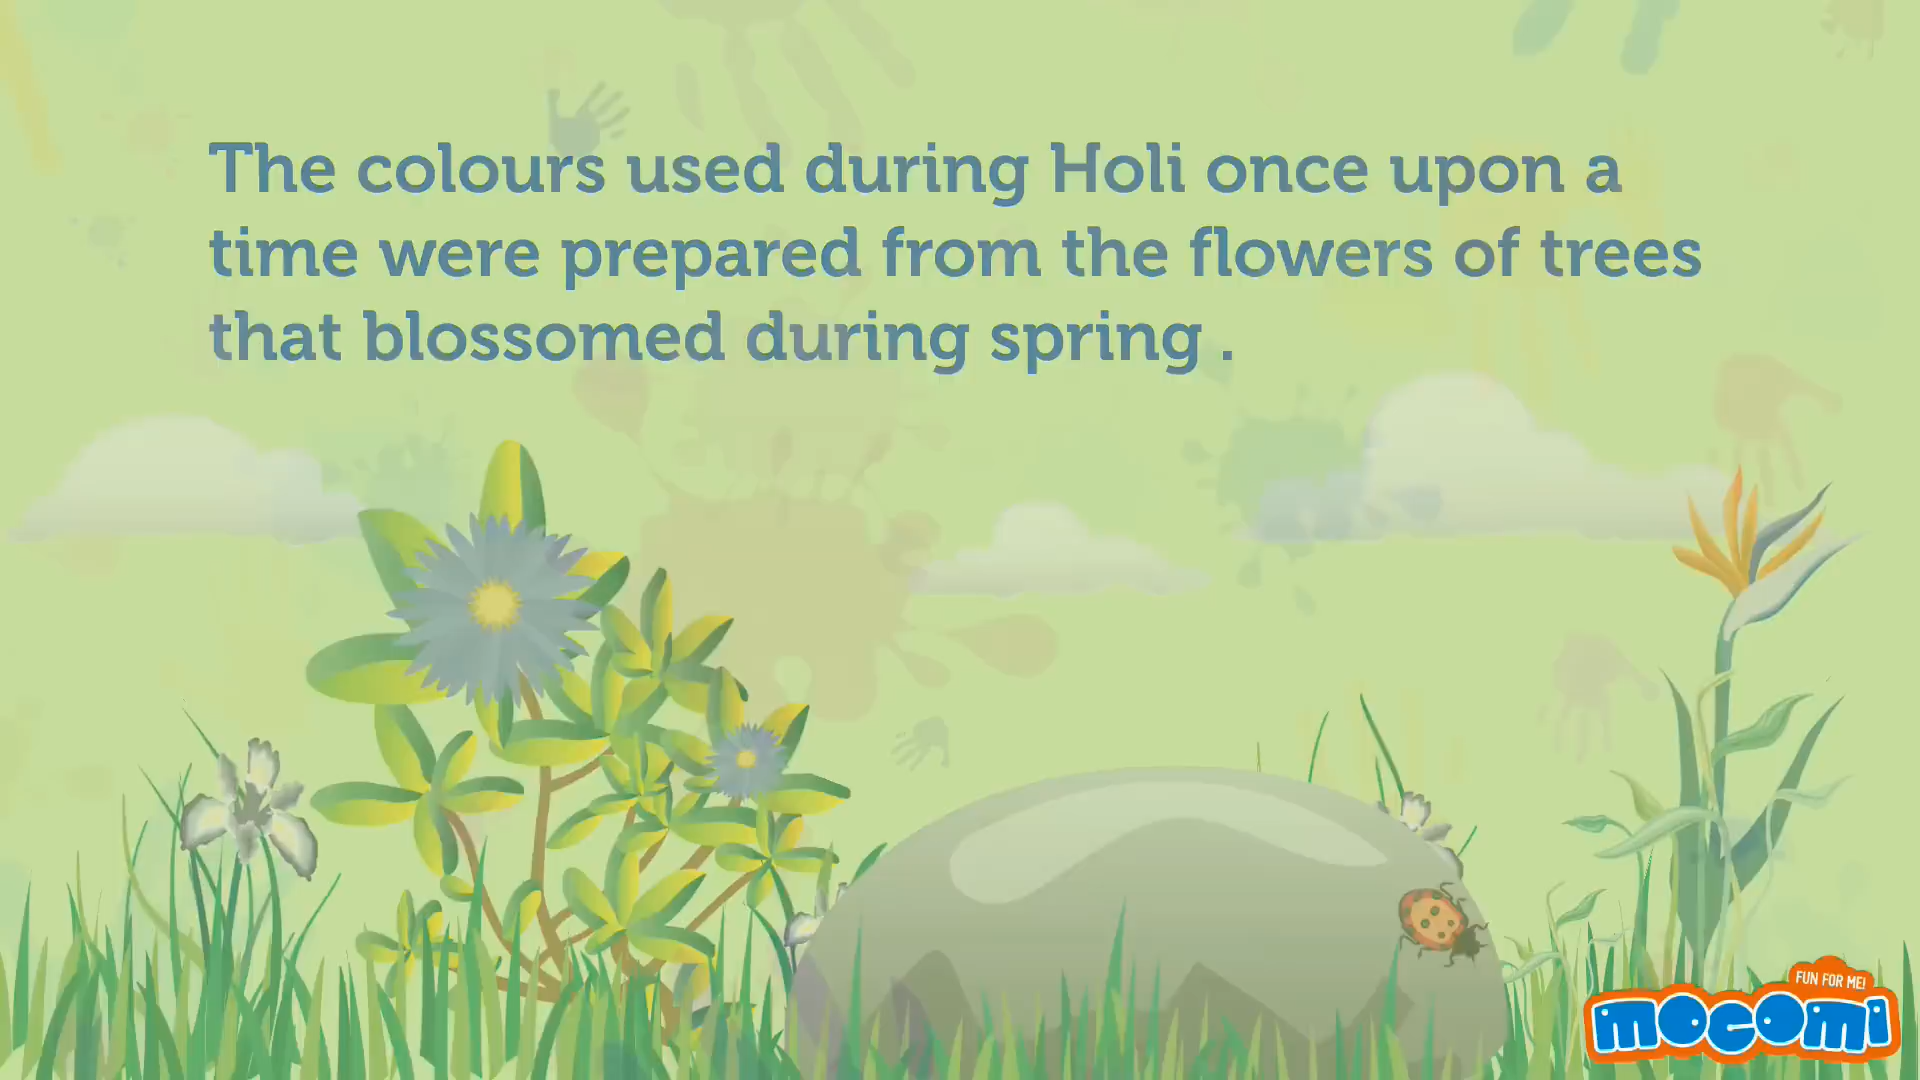 The colours used during Holi once upon a
time were prepared from the flowers of trees
that blossomed during spring .
FUN FOR ME!
mocomi